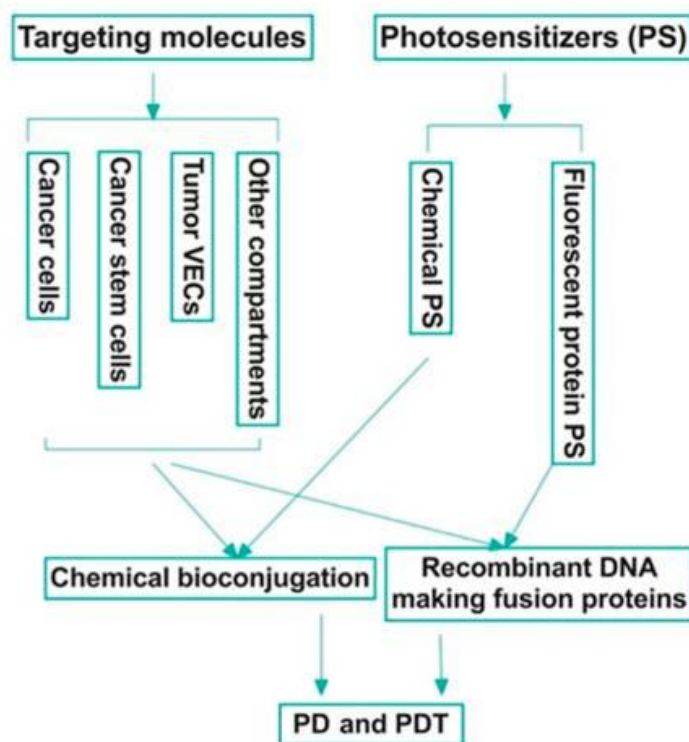 Targeting molecules
Photosensitizers (PS)
Cancer cells
Cancer stem cells
Tumor VECs
Other compartments
Chemical PS
Fluorescent protein PS
Chemical bioconjugation
Recombinant DNA
making fusion proteins
PD and PDT